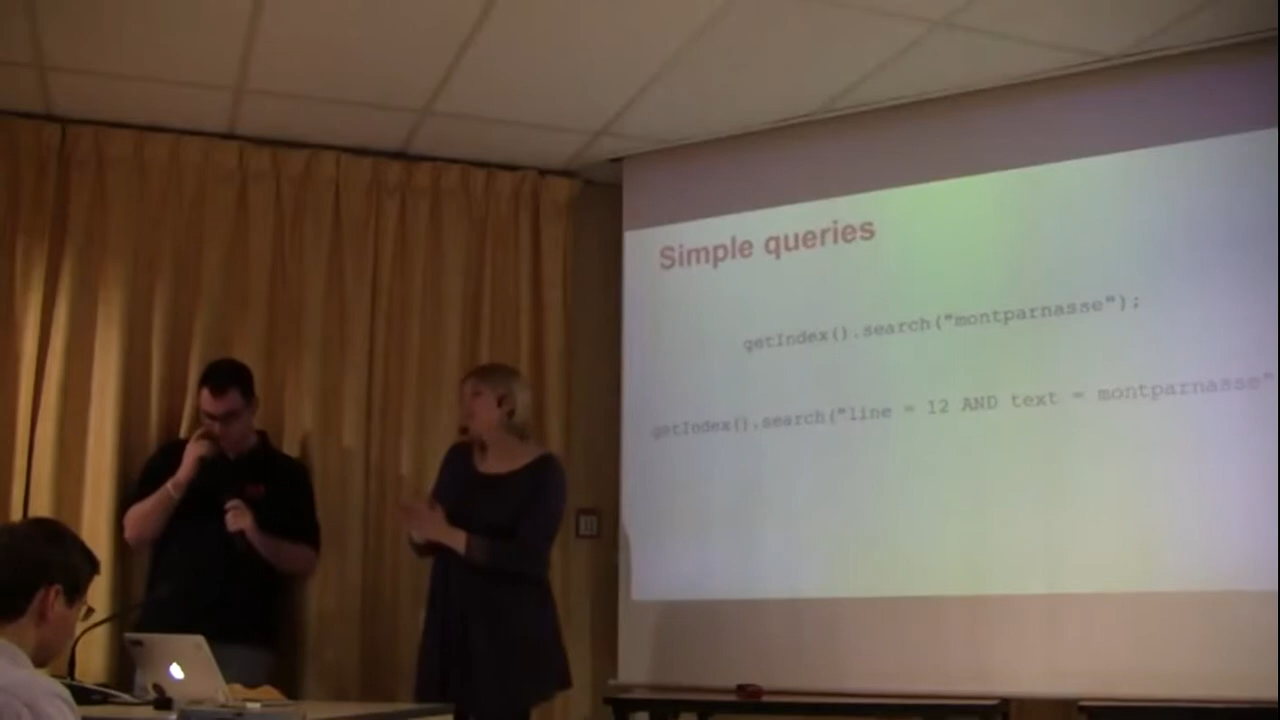 Simple queries
getIndex().search("montparnasse");
getIndex().search("line = 12 AND text = montparnasse"